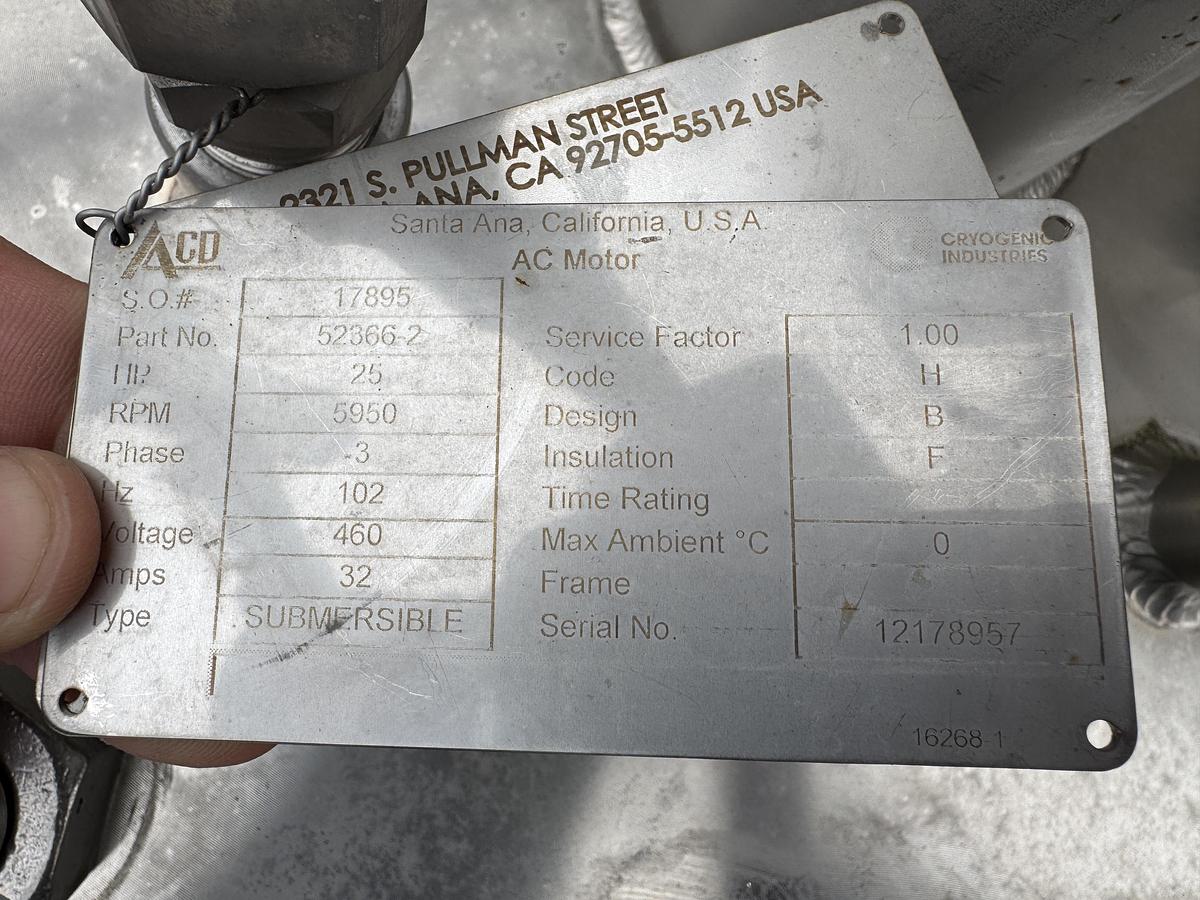 2321 S. PULLMAN STREET
ANA, CA 92705-5512 USA
ACD
Santa Ana, California, U.S.A.
CRYOGENIC
INDUSTRIES
AC Motor
S.O.# 17895
Part No. 52366-2 Service Factor 1.00
HP 25 Code H
RPM 5950 Design B
Phase 3 Insulation F
Hz 102 Time Rating
Voltage 460 Max Ambient °C 0
Amps 32 Frame
Type SUBMERSIBLE Serial No. 12178957
16268-1